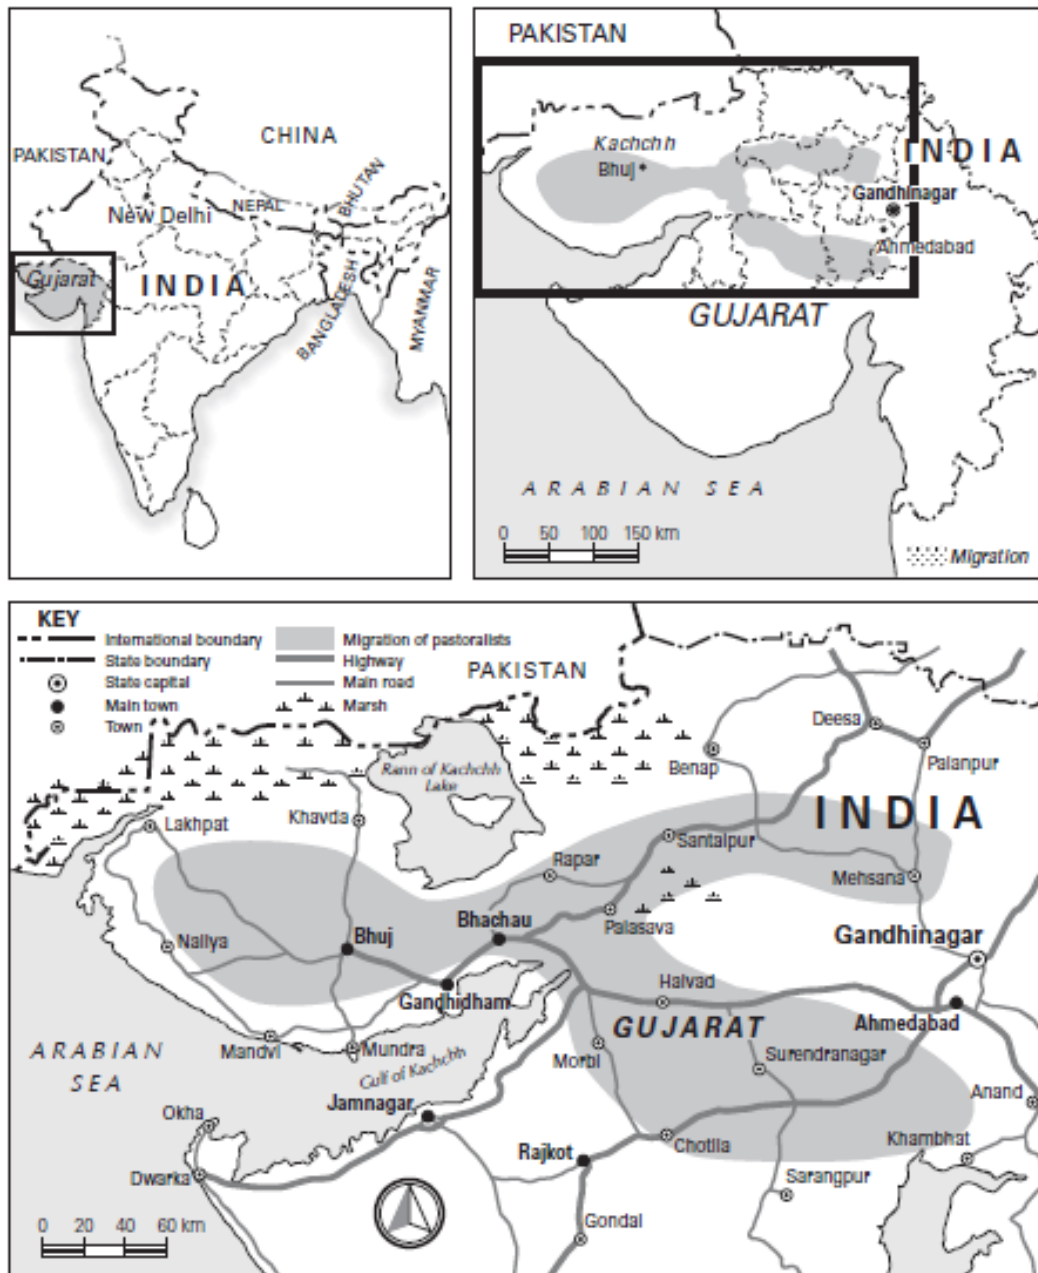 CHINA
PAKISTAN
BHUTAN
NEPAL
New Delhi
Gujarat
INDIA
BANGLADESH
MYANMAR
PAKISTAN
Kachchh
Bhuj
INDIA
Gandhinagar
Ahmedabad
GUJARAT
ARABIAN SEA
0 50 100 150 km
Migration
KEY
International boundary
State boundary
State capital
Main town
Town
Migration of pastoralists
Highway
Main road
Marsh
PAKISTAN
Deesa
Palanpur
Benap
Rann of Kachchh
Lake
INDIA
Lakhpat
Khavda
Santalpur
Rapar
Mehsana
Bhachau
Palasava
Naliya
Bhuj
Gandhinagar
Gandhidham
Halvad
GUJARAT
Ahmedabad
ARABIAN
SEA
Mandvi
Mundra
Morbi
Surendranagar
Gulf of Kachchh
Jamnagar
Anand
Okha
Chotila
Khambhat
Rajkot
Dwarka
Sarangpur
Gondal
0 20 40 60 km